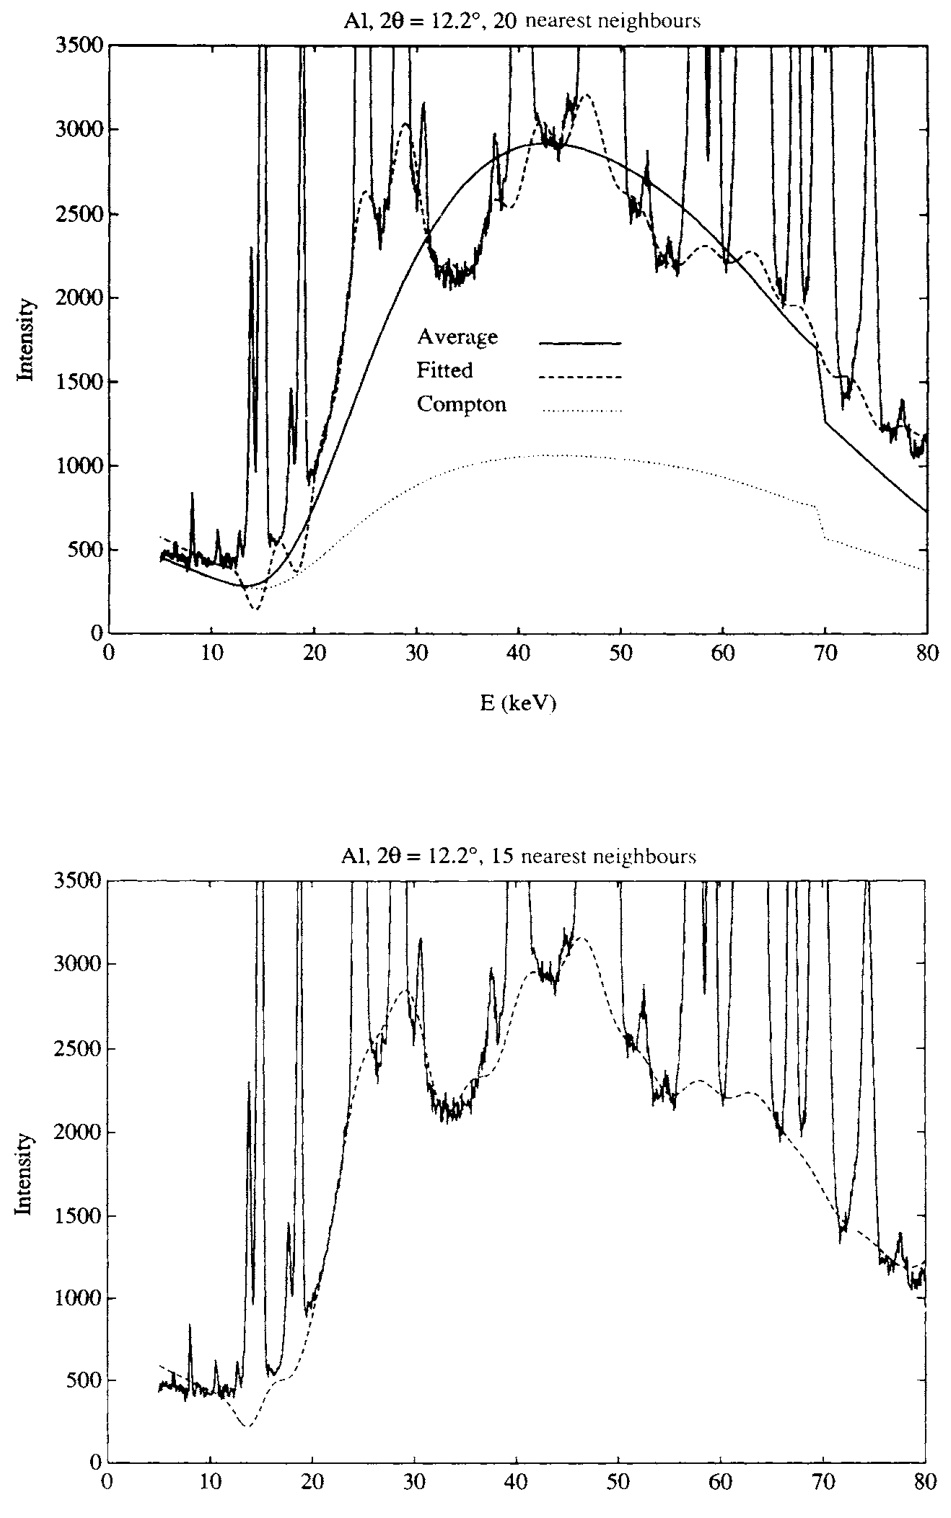 Al, 2θ = 12.2°, 20 nearest neighbours
3500
3000
2500
2000
1500
1000
500
0
Intensity
Average
Fitted
Compton
0 10 20 30 40 50 60 70 80
E (keV)
Al, 2θ = 12.2°, 15 nearest neighbours
3500
3000
2500
2000
1500
1000
500
0
Intensity
0 10 20 30 40 50 60 70 80